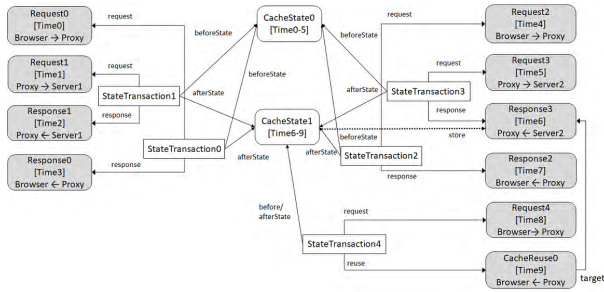 Request0
[Time0]
Browser → Proxy
request
Request1
[Time1]
Proxy → Server1
request
StateTransaction1
Response1
[Time2]
Proxy ← Server1
response
StateTransaction0
Response0
[Time3]
Browser ← Proxy
response
CacheState0
[Time0-5]
beforeState
beforeState
beforeState
beforeState
afterState
afterState
CacheState1
[Time6-9]
afterState
afterState
store
before/
afterState
request
Request2
[Time4]
Browser → Proxy
request
Request3
[Time5]
Proxy → Server2
StateTransaction3
response
Response3
[Time6]
Proxy ← Server2
StateTransaction2
response
Response2
[Time7]
Browser ← Proxy
request
Request4
[Time8]
Browser→ Proxy
StateTransaction4
reuse
CacheReuse0
[Time9]
Browser ← Proxy
target